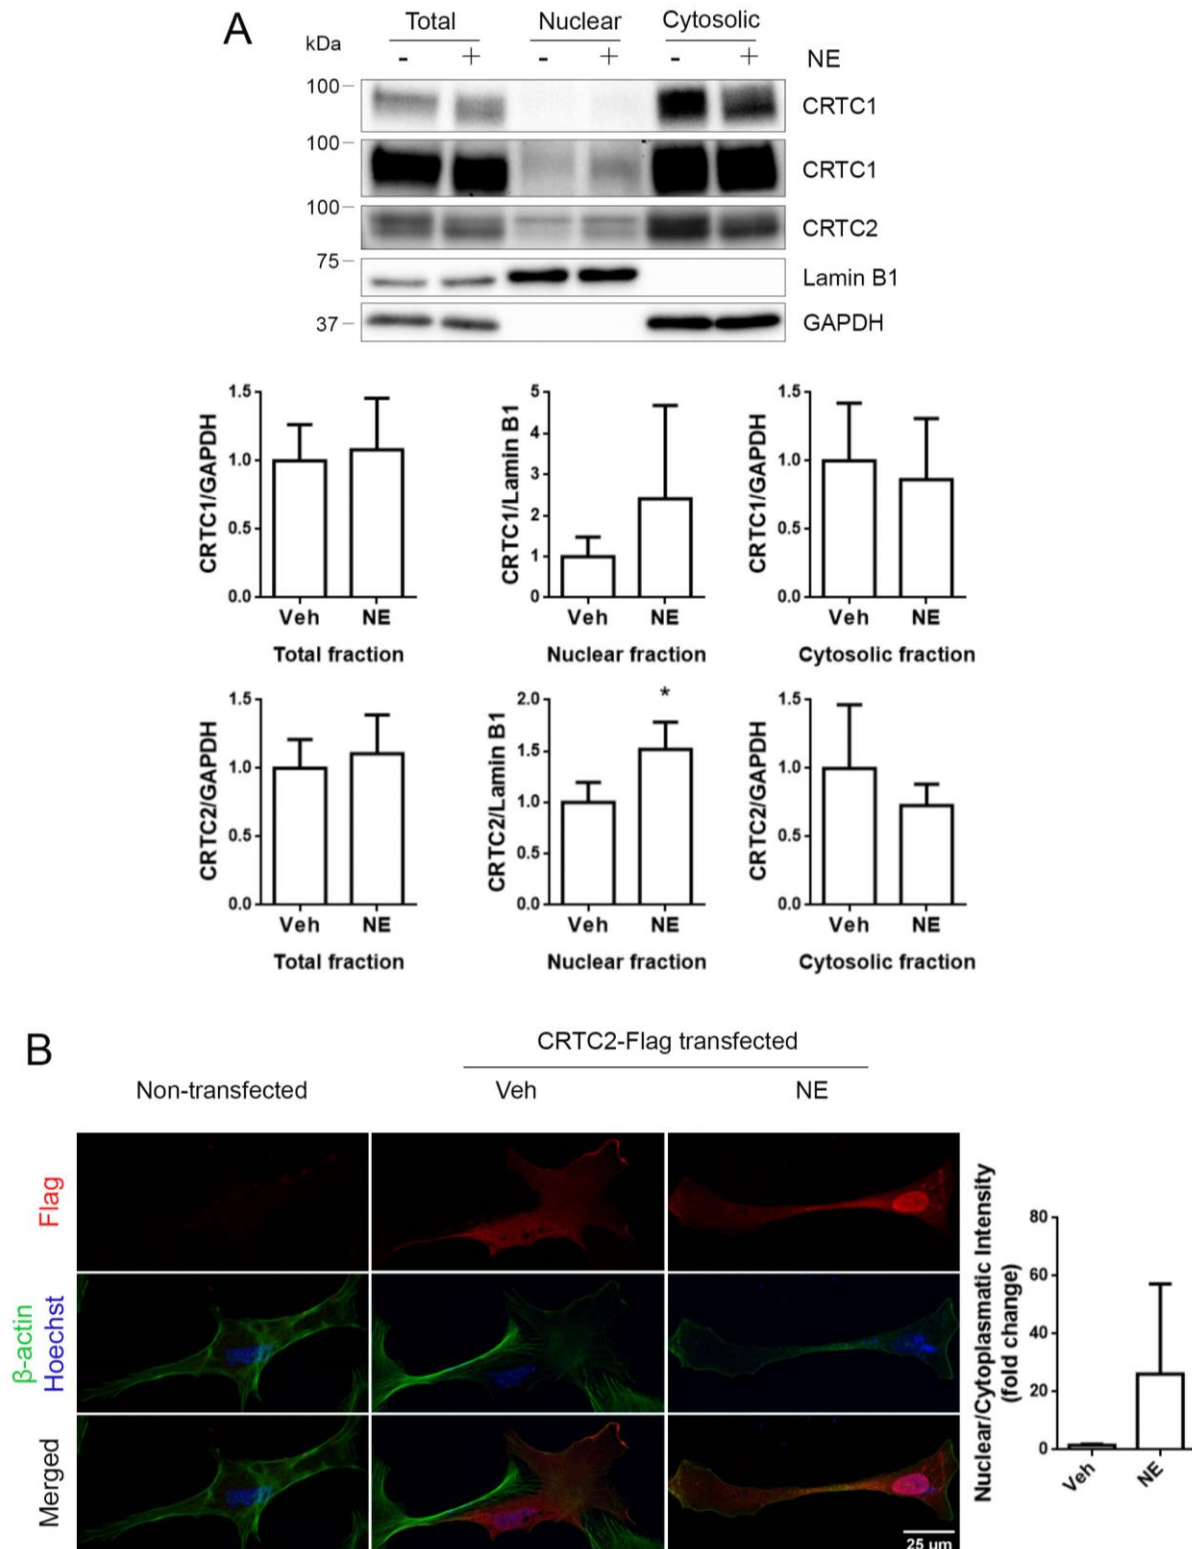 A
Total Nuclear Cytosolic
kDa
- + - + - + NE
100 CRTC1
100 CRTC1
100 CRTC2
75 Lamin B1
37 GAPDH
CRTC1/GAPDH
1.5
1.0
0.5
0.0
Veh NE
Total fraction
CRTC1/Lamin B1
5
4
3
2
1
0
Veh NE
Nuclear fraction
CRTC1/GAPDH
1.5
1.0
0.5
0.0
Veh NE
Cytosolic fraction
CRTC2/GAPDH
1.5
1.0
0.5
0.0
Veh NE
Total fraction
CRTC2/Lamin B1
2.0
1.5
1.0
0.5
0.0
*
Veh NE
Nuclear fraction
CRTC2/GAPDH
1.5
1.0
0.5
0.0
Veh NE
Cytosolic fraction
B
CRTC2-Flag transfected
Non-transfected Veh NE
Flag
β-actin
Hoechst
Merged
25 µm
Nuclear/Cytoplasmatic Intensity
(fold change)
80
60
40
20
0
Veh NE